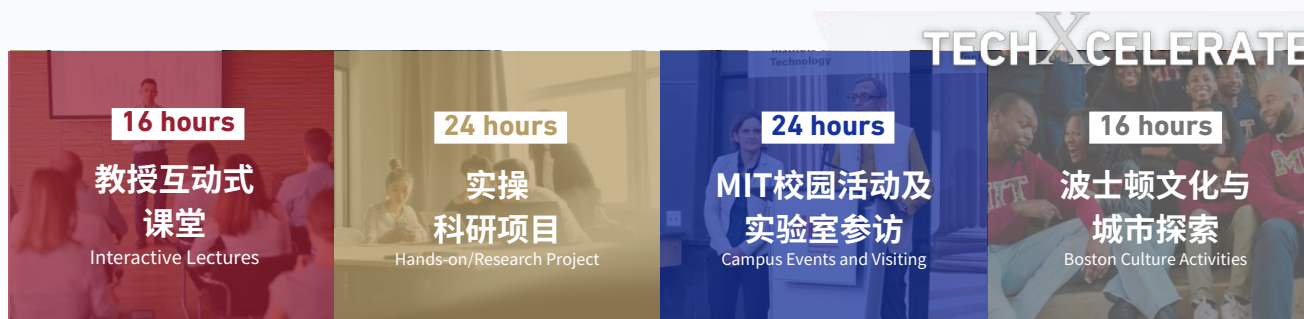 TECHXCELERATE
Technology
16 hours
教授互动式
课堂
Interactive Lectures
24 hours
实操
科研项目
Hands-on/Research Project
24 hours
MIT校园活动及
实验室参访
Campus Events and Visiting
16 hours
波士顿文化与
城市探索
Boston Culture Activities